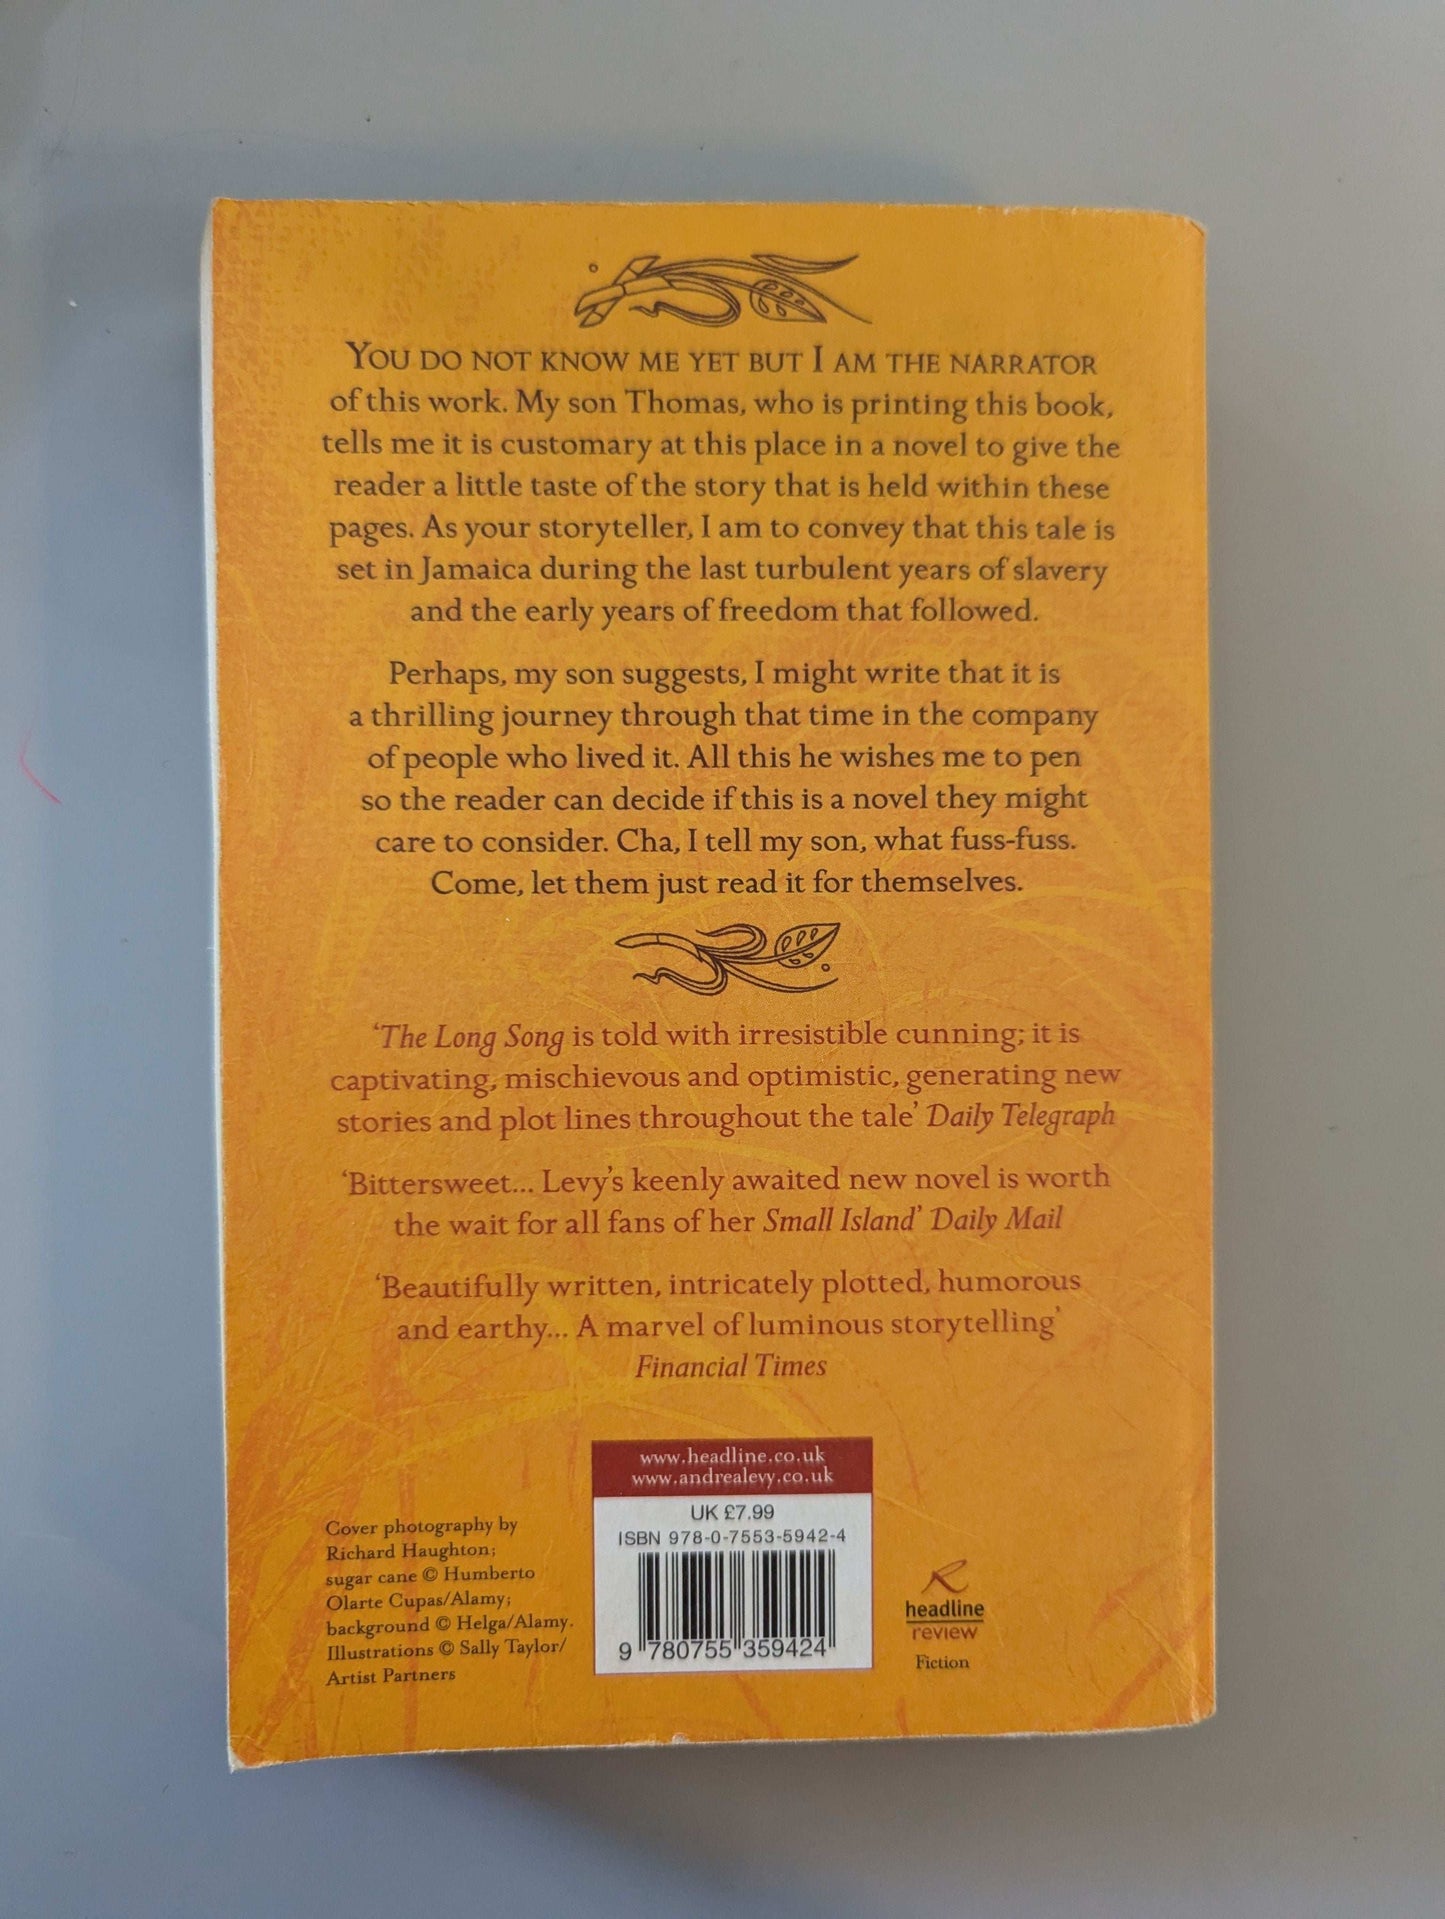 YOU DO NOT KNOW ME YET BUT I AM THE NARRATOR
of this work. My son Thomas, who is printing this book,
tells me it is customary at this place in a novel to give the
reader a little taste of the story that is held within these
pages. As your storyteller, I am to convey that this tale is
set in Jamaica during the last turbulent years of slavery
and the early years of freedom that followed.
Perhaps, my son suggests, I might write that it is
a thrilling journey through that time in the company
of people who lived it. All this he wishes me to pen
so the reader can decide if this is a novel they might
care to consider. Cha, I tell my son, what fuss-fuss.
Come, let them just read it for themselves.
‘The Long Song is told with irresistible cunning; it is
captivating, mischievous and optimistic, generating new
stories and plot lines throughout the tale’ Daily Telegraph
‘Bittersweet... Levy’s keenly awaited new novel is worth
the wait for all fans of her Small Island’ Daily Mail
‘Beautifully written, intricately plotted, humorous
and earthy... A marvel of luminous storytelling’
Financial Times
www.headline.co.uk
www.andrealevy.co.uk
UK £7.99
ISBN 978-0-7553-5942-4
9 780755 359424
Cover photography by
Richard Haughton;
sugar cane © Humberto
Olarte Cupas/Alamy;
background © Helga/Alamy.
Illustrations © Sally Taylor/
Artist Partners
R
headline
review
Fiction